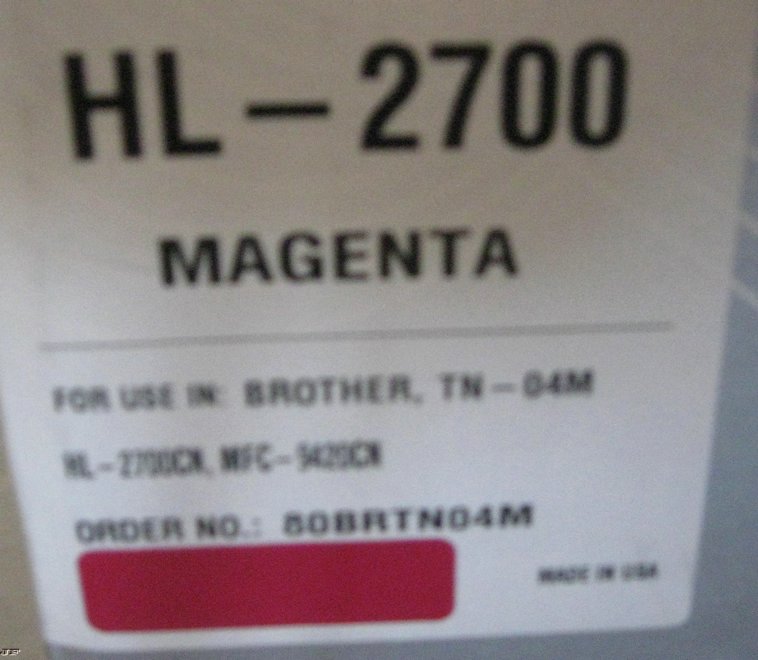 HL-2700
MAGENTA
FOR USE IN: BROTHER, TN-04M
HL-2700CN, MFC-9420CN
ORDER NO.: 80BRTN04M
MADE IN USA